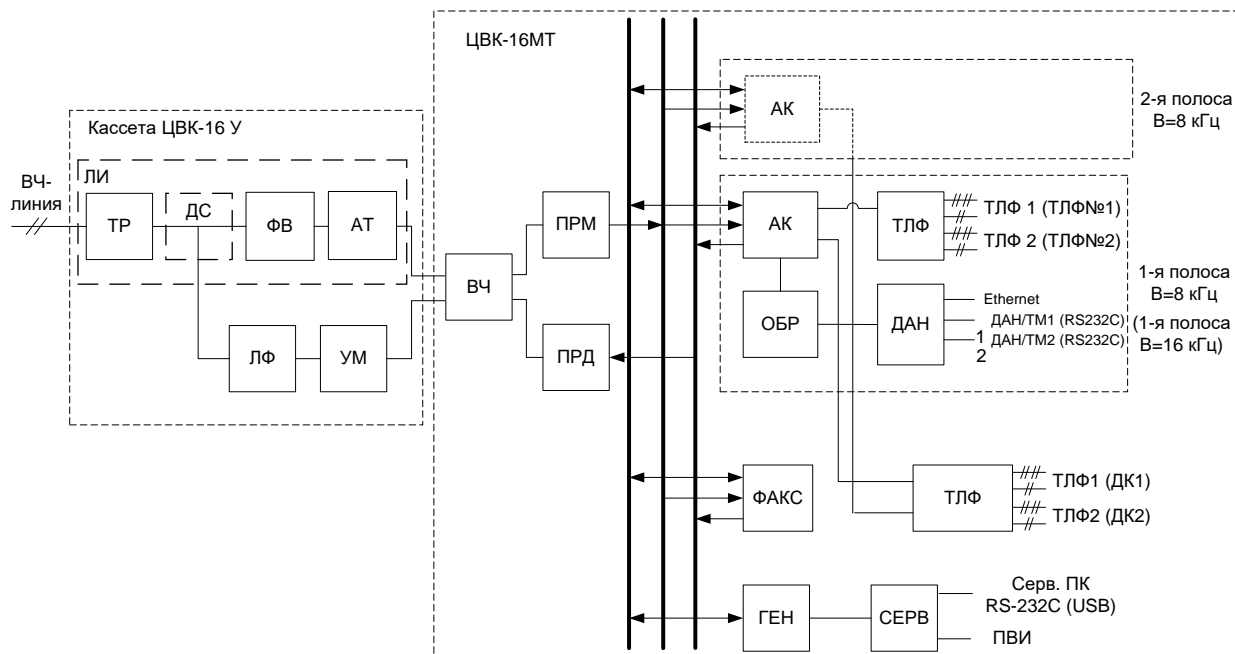 ЦВК-16МТ
Кассета ЦВК-16 У
ЛИ
ВЧ-
линия
ТР
ДС
ФВ
АТ
ЛФ
УМ
ВЧ
ПРМ
ПРД
АК
2-я полоса
В=8 кГц
АК
ТЛФ
ТЛФ 1 (ТЛФ№1)
ТЛФ 2 (ТЛФ№2)
ОБР
ДАН
Ethernet
ДАН/ТМ1 (RS232C)
1 ДАН/ТМ2 (RS232C)
2
1-я полоса
В=8 кГц
(1-я полоса
В=16 кГц)
ФАКС
ТЛФ
ТЛФ1 (ДК1)
ТЛФ2 (ДК2)
ГЕН
СЕРВ
Серв. ПК
RS-232C (USB)
ПВИ